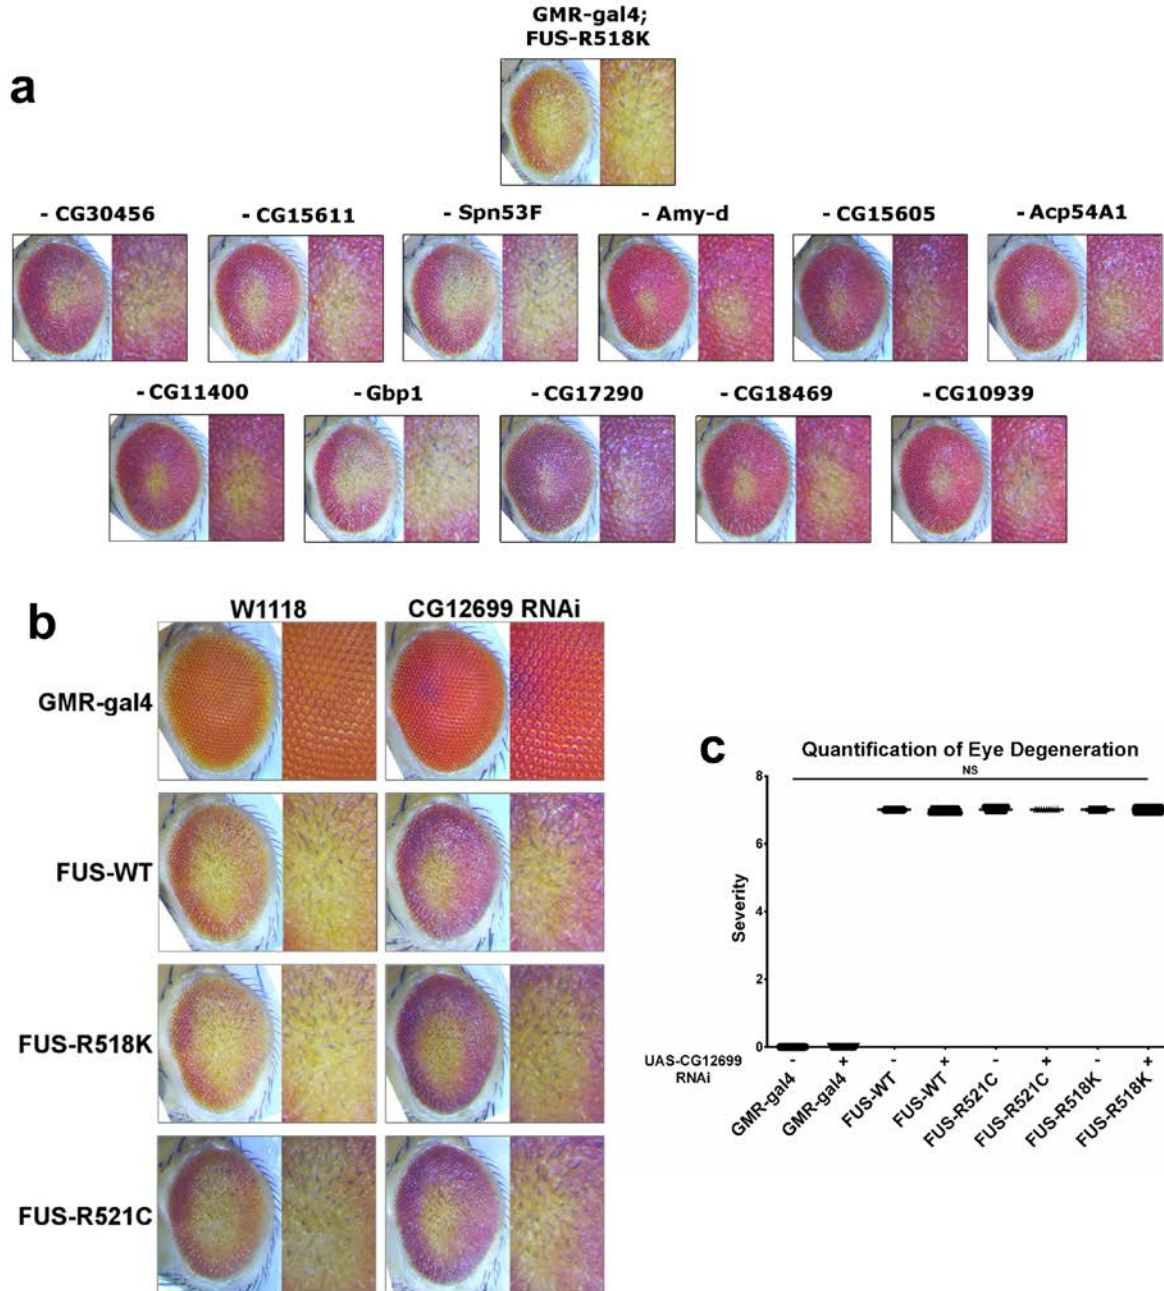 GMR-gal4;
FUS-R518K
a
- CG30456
- CG15611
- Spn53F
- Amy-d
- CG15605
- Acp54A1
- CG11400
- Gbp1
- CG17290
- CG18469
- CG10939
b
W1118
CG12699 RNAi
GMR-gal4
FUS-WT
FUS-R518K
FUS-R521C
c
Quantification of Eye Degeneration
NS
8
6
4
2
0
Severity
UAS-CG12699
RNAi
- + - + - + - +
GMR-gal4
GMR-gal4
FUS-WT
FUS-WT
FUS-R521C
FUS-R521C
FUS-R518K
FUS-R518K